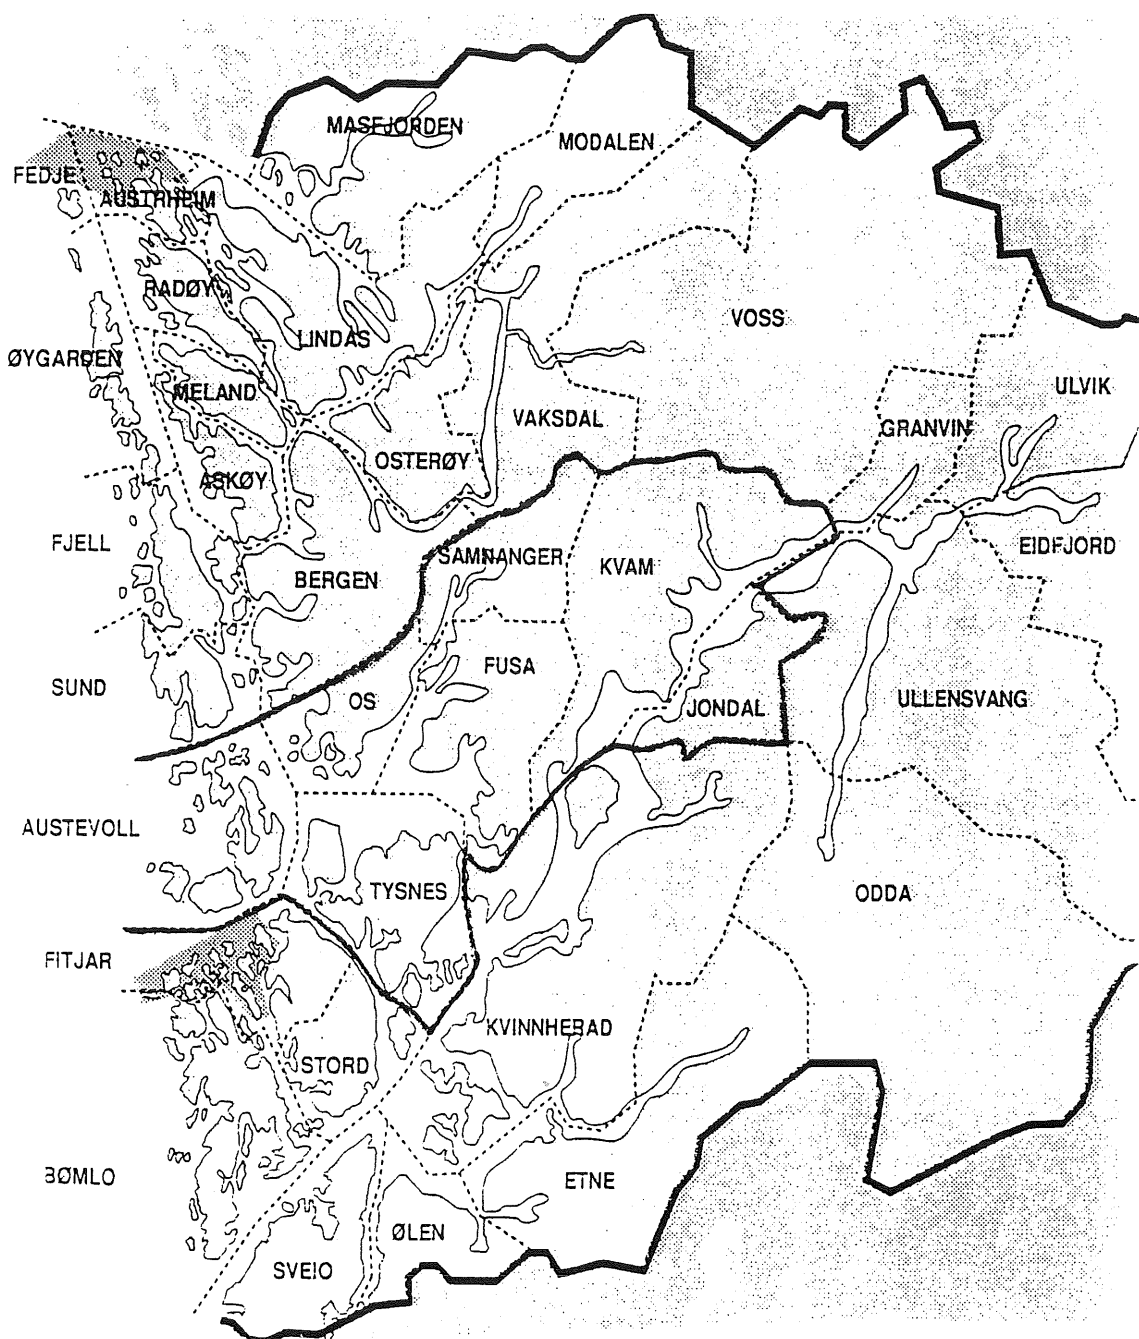 MASFJORDEN
MODALEN
FEDJE
AUSTRHEIM
RADØY
VOSS
LINDAS
ØYGARDEN
MELAND
ULVIK
VAKSDAL
GRANVIN
OSTERØY
ASKØY
FJELL
SAMNANGER
EIDFJORD
BERGEN
KVAM
FUSA
SUND
OS
JONDAL
ULLENSVANG
AUSTEVOLL
TYSNES
ODDA
FITJAR
KVINNHERAD
STORD
BØMLO
ETNE
ØLEN
SVEIO